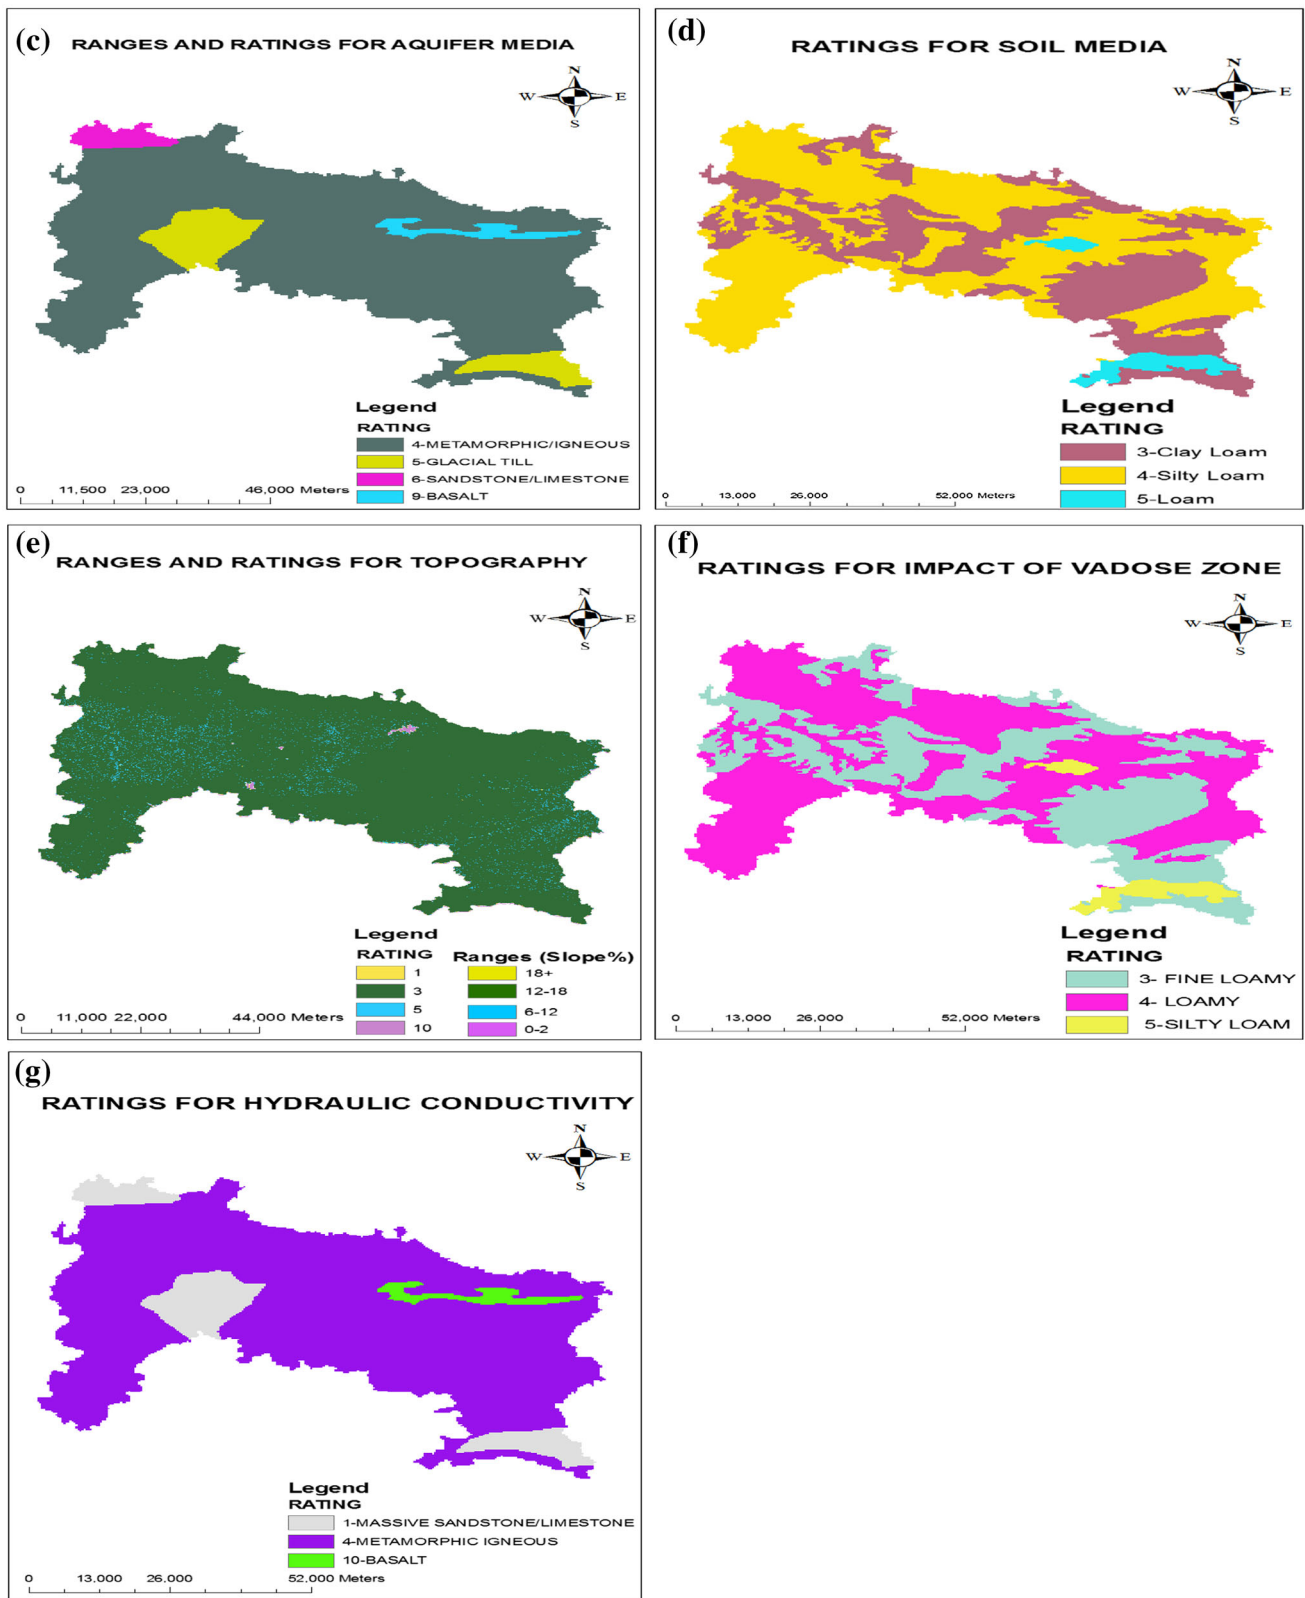 (c)
RANGES AND RATINGS FOR AQUIFER MEDIA
N
W E
S
Legend
RATING
4-METAMORPHIC/IGNEOUS
5-GLACIAL TILL
6-SANDSTONE/LIMESTONE
9-BASALT
0 11,500 23,000 46,000 Meters
(d)
RATINGS FOR SOIL MEDIA
N
W E
S
Legend
RATING
3-Clay Loam
4-Silty Loam
5-Loam
0 13,000 26,000 52,000 Meters
(e)
RANGES AND RATINGS FOR TOPOGRAPHY
N
W E
S
Legend
RATING Ranges (Slope%)
1 18+
3 12-18
5 6-12
10 0-2
0 11,000 22,000 44,000 Meters
(f)
RATINGS FOR IMPACT OF VADOSE ZONE
N
W E
S
Legend
RATING
3- FINE LOAMY
4- LOAMY
5-SILTY LOAM
0 13,000 26,000 52,000 Meters
(g)
RATINGS FOR HYDRAULIC CONDUCTIVITY
N
W E
S
Legend
RATING
1-MASSIVE SANDSTONE/LIMESTONE
4-METAMORPHIC IGNEOUS
10-BASALT
0 13,000 26,000 52,000 Meters